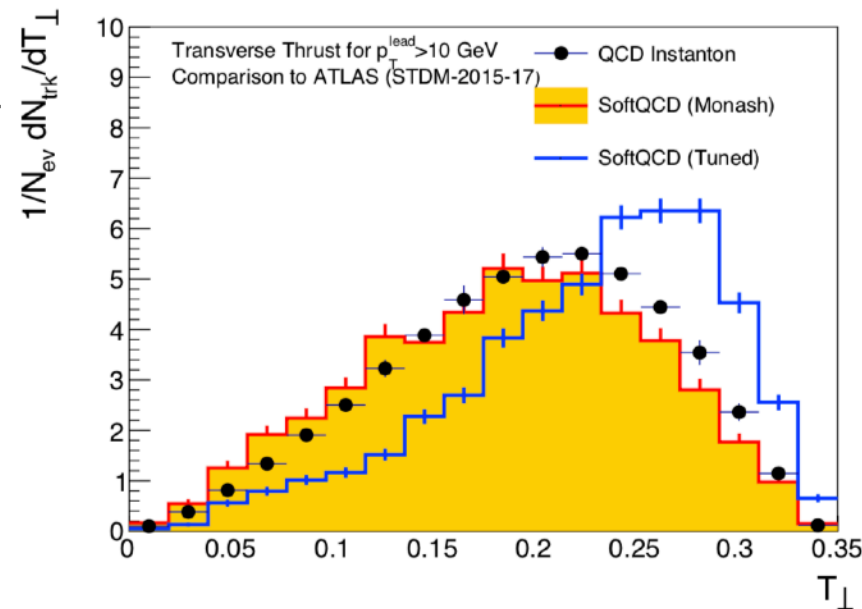 1/N_ev dN_trk/dT_⊥
10
9
8
7
6
5
4
3
2
1
0
Transverse Thrust for p_T^lead>10 GeV
Comparison to ATLAS (STDM-2015-17)
QCD Instanton
SoftQCD (Monash)
SoftQCD (Tuned)
0 0.05 0.1 0.15 0.2 0.25 0.3 0.35
T_⊥